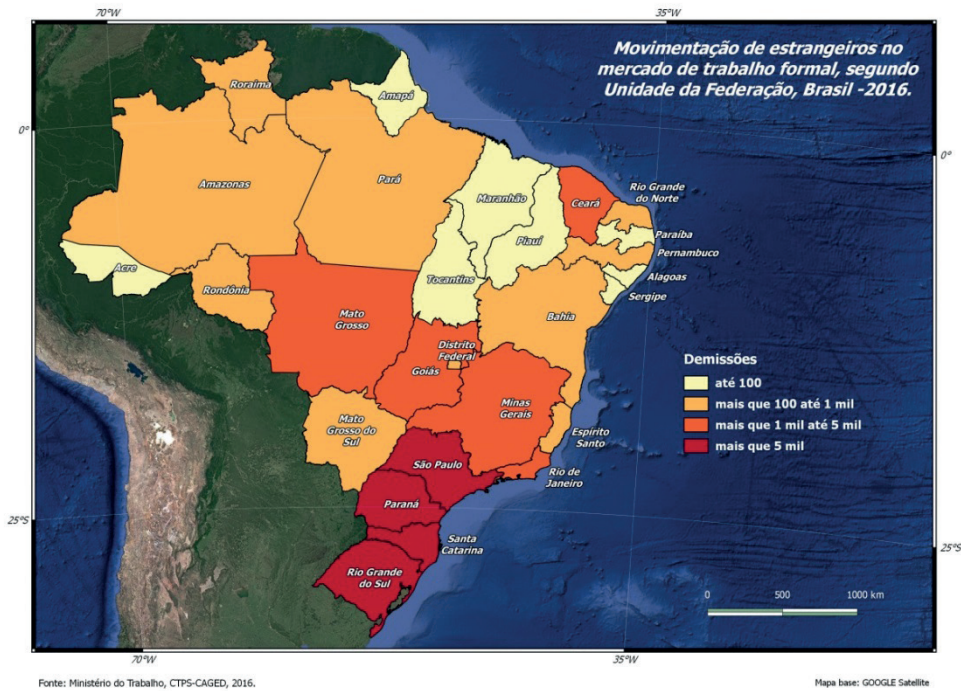 70°W
35°W
Movimentação de estrangeiros no
mercado de trabalho formal, segundo
Unidade da Federação, Brasil -2016.
Roraima
Amapá
0°
0°
Amazonas
Pará
Maranhão
Ceará
Rio Grande
do Norte
Piauí
Paraíba
Pernambuco
Acre
Tocantins
Alagoas
Rondônia
Sergipe
Mato
Grosso
Bahia
Distrito
Federal
Goiás
Demissões
até 100
mais que 100 até 1 mil
mais que 1 mil até 5 mil
mais que 5 mil
Minas
Gerais
Mato
Grosso do
Sul
Espírito
Santo
São Paulo
Rio de
Janeiro
Paraná
25°S
Santa
Catarina
25°S
Rio Grande
do Sul
0 500 1000 km
70°W
35°W
Fonte: Ministério do Trabalho, CTPS-CAGED, 2016.
Mapa base: GOOGLE Satellite